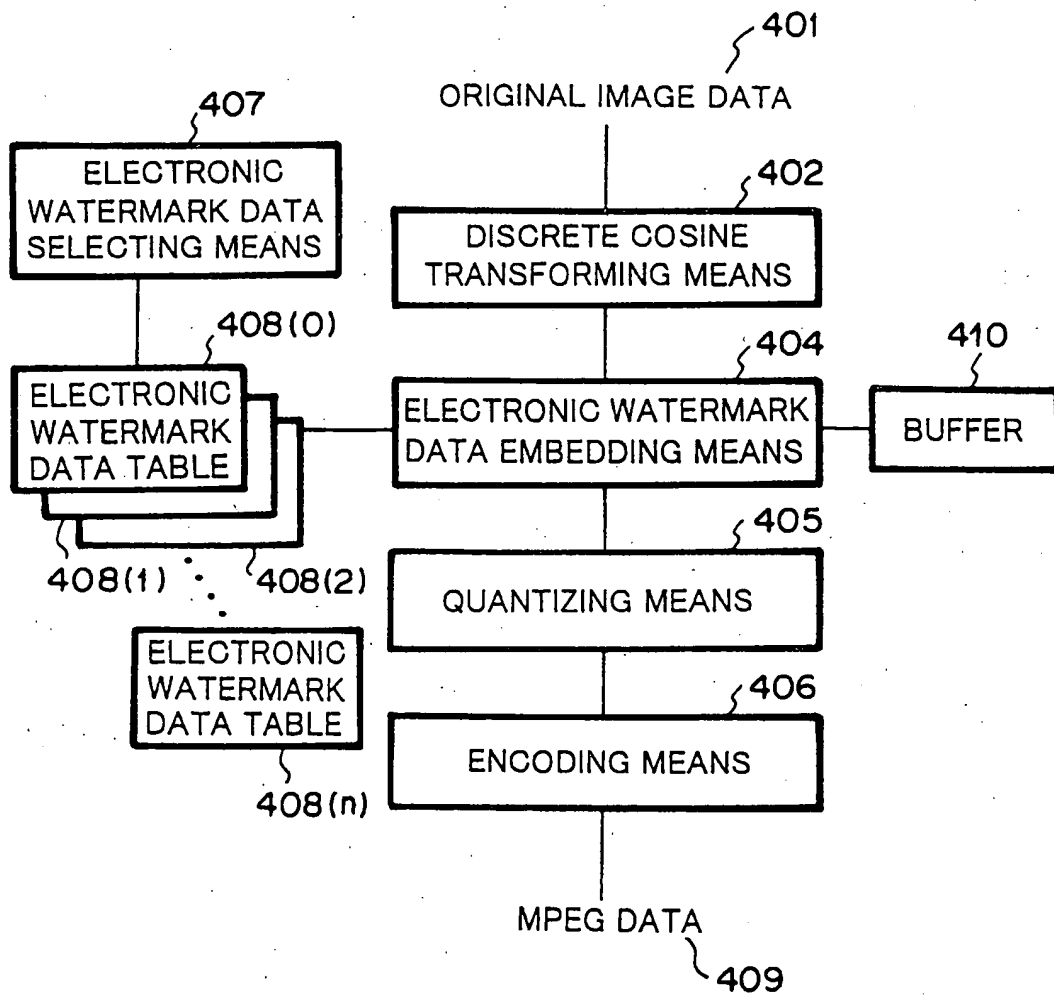 401
ORIGINAL IMAGE DATA
407
ELECTRONIC
WATERMARK DATA
SELECTING MEANS
402
DISCRETE COSINE
TRANSFORMING MEANS
408(0)
ELECTRONIC
WATERMARK
DATA TABLE
404
ELECTRONIC WATERMARK
DATA EMBEDDING MEANS
410
BUFFER
408(1)
408(2)
405
QUANTIZING MEANS
ELECTRONIC
WATERMARK
DATA TABLE
408(n)
406
ENCODING MEANS
MPEG DATA
409